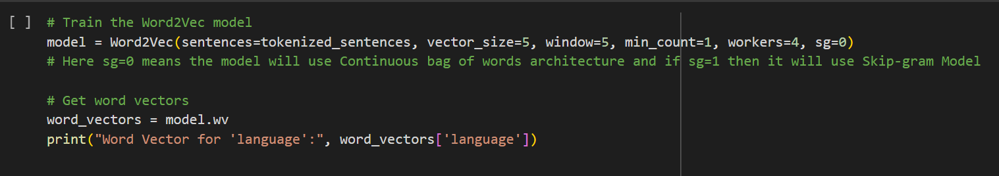 [ ] # Train the Word2Vec model
model = Word2Vec(sentences=tokenized_sentences, vector_size=5, window=5, min_count=1, workers=4, sg=0)
# Here sg=0 means the model will use Continuous bag of words architecture and if sg=1 then it will use Skip-gram Model
# Get word vectors
word_vectors = model.wv
print("Word Vector for 'language':", word_vectors['language'])